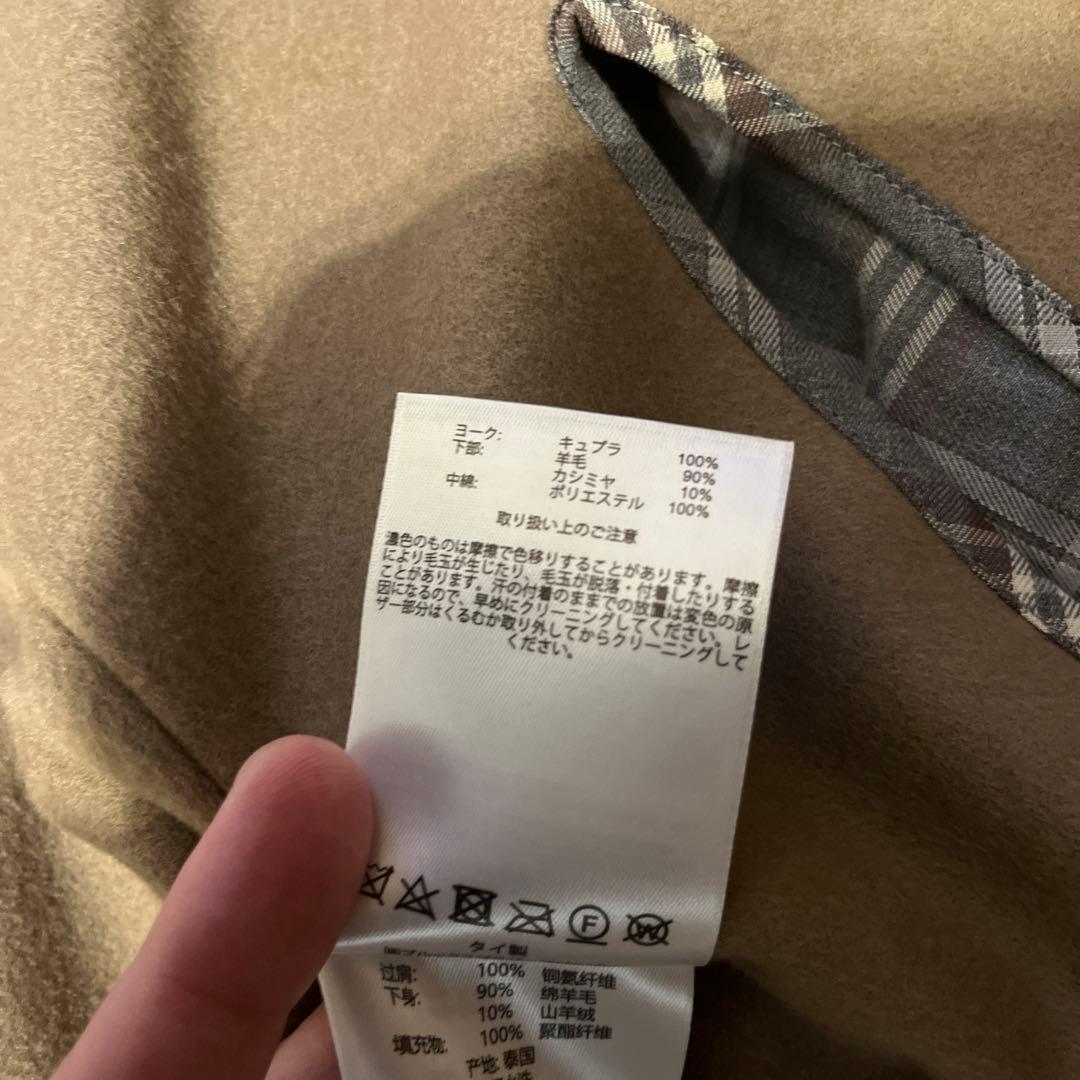 ヨーク: キュプラ 100%
下部: 羊毛 90%
カシミヤ 10%
中綿: ポリエステル 100%
取り扱い上のご注意
濃色のものは摩擦で色移りすることがあります。摩擦
により毛玉が生じたり、毛玉が脱落・付着したりする
ことがあります。汗の付着のままでの放置は変色の原
因になるので、早めにクリーニングしてください。レ
ザー部分はくるむか取り外してからクリーニングして
ください。
F
W
タイ製
过肩: 100% 铜氨纤维
下身: 90% 绵羊毛
10% 山羊绒
填充物: 100% 聚酯纤维
产地: 泰国